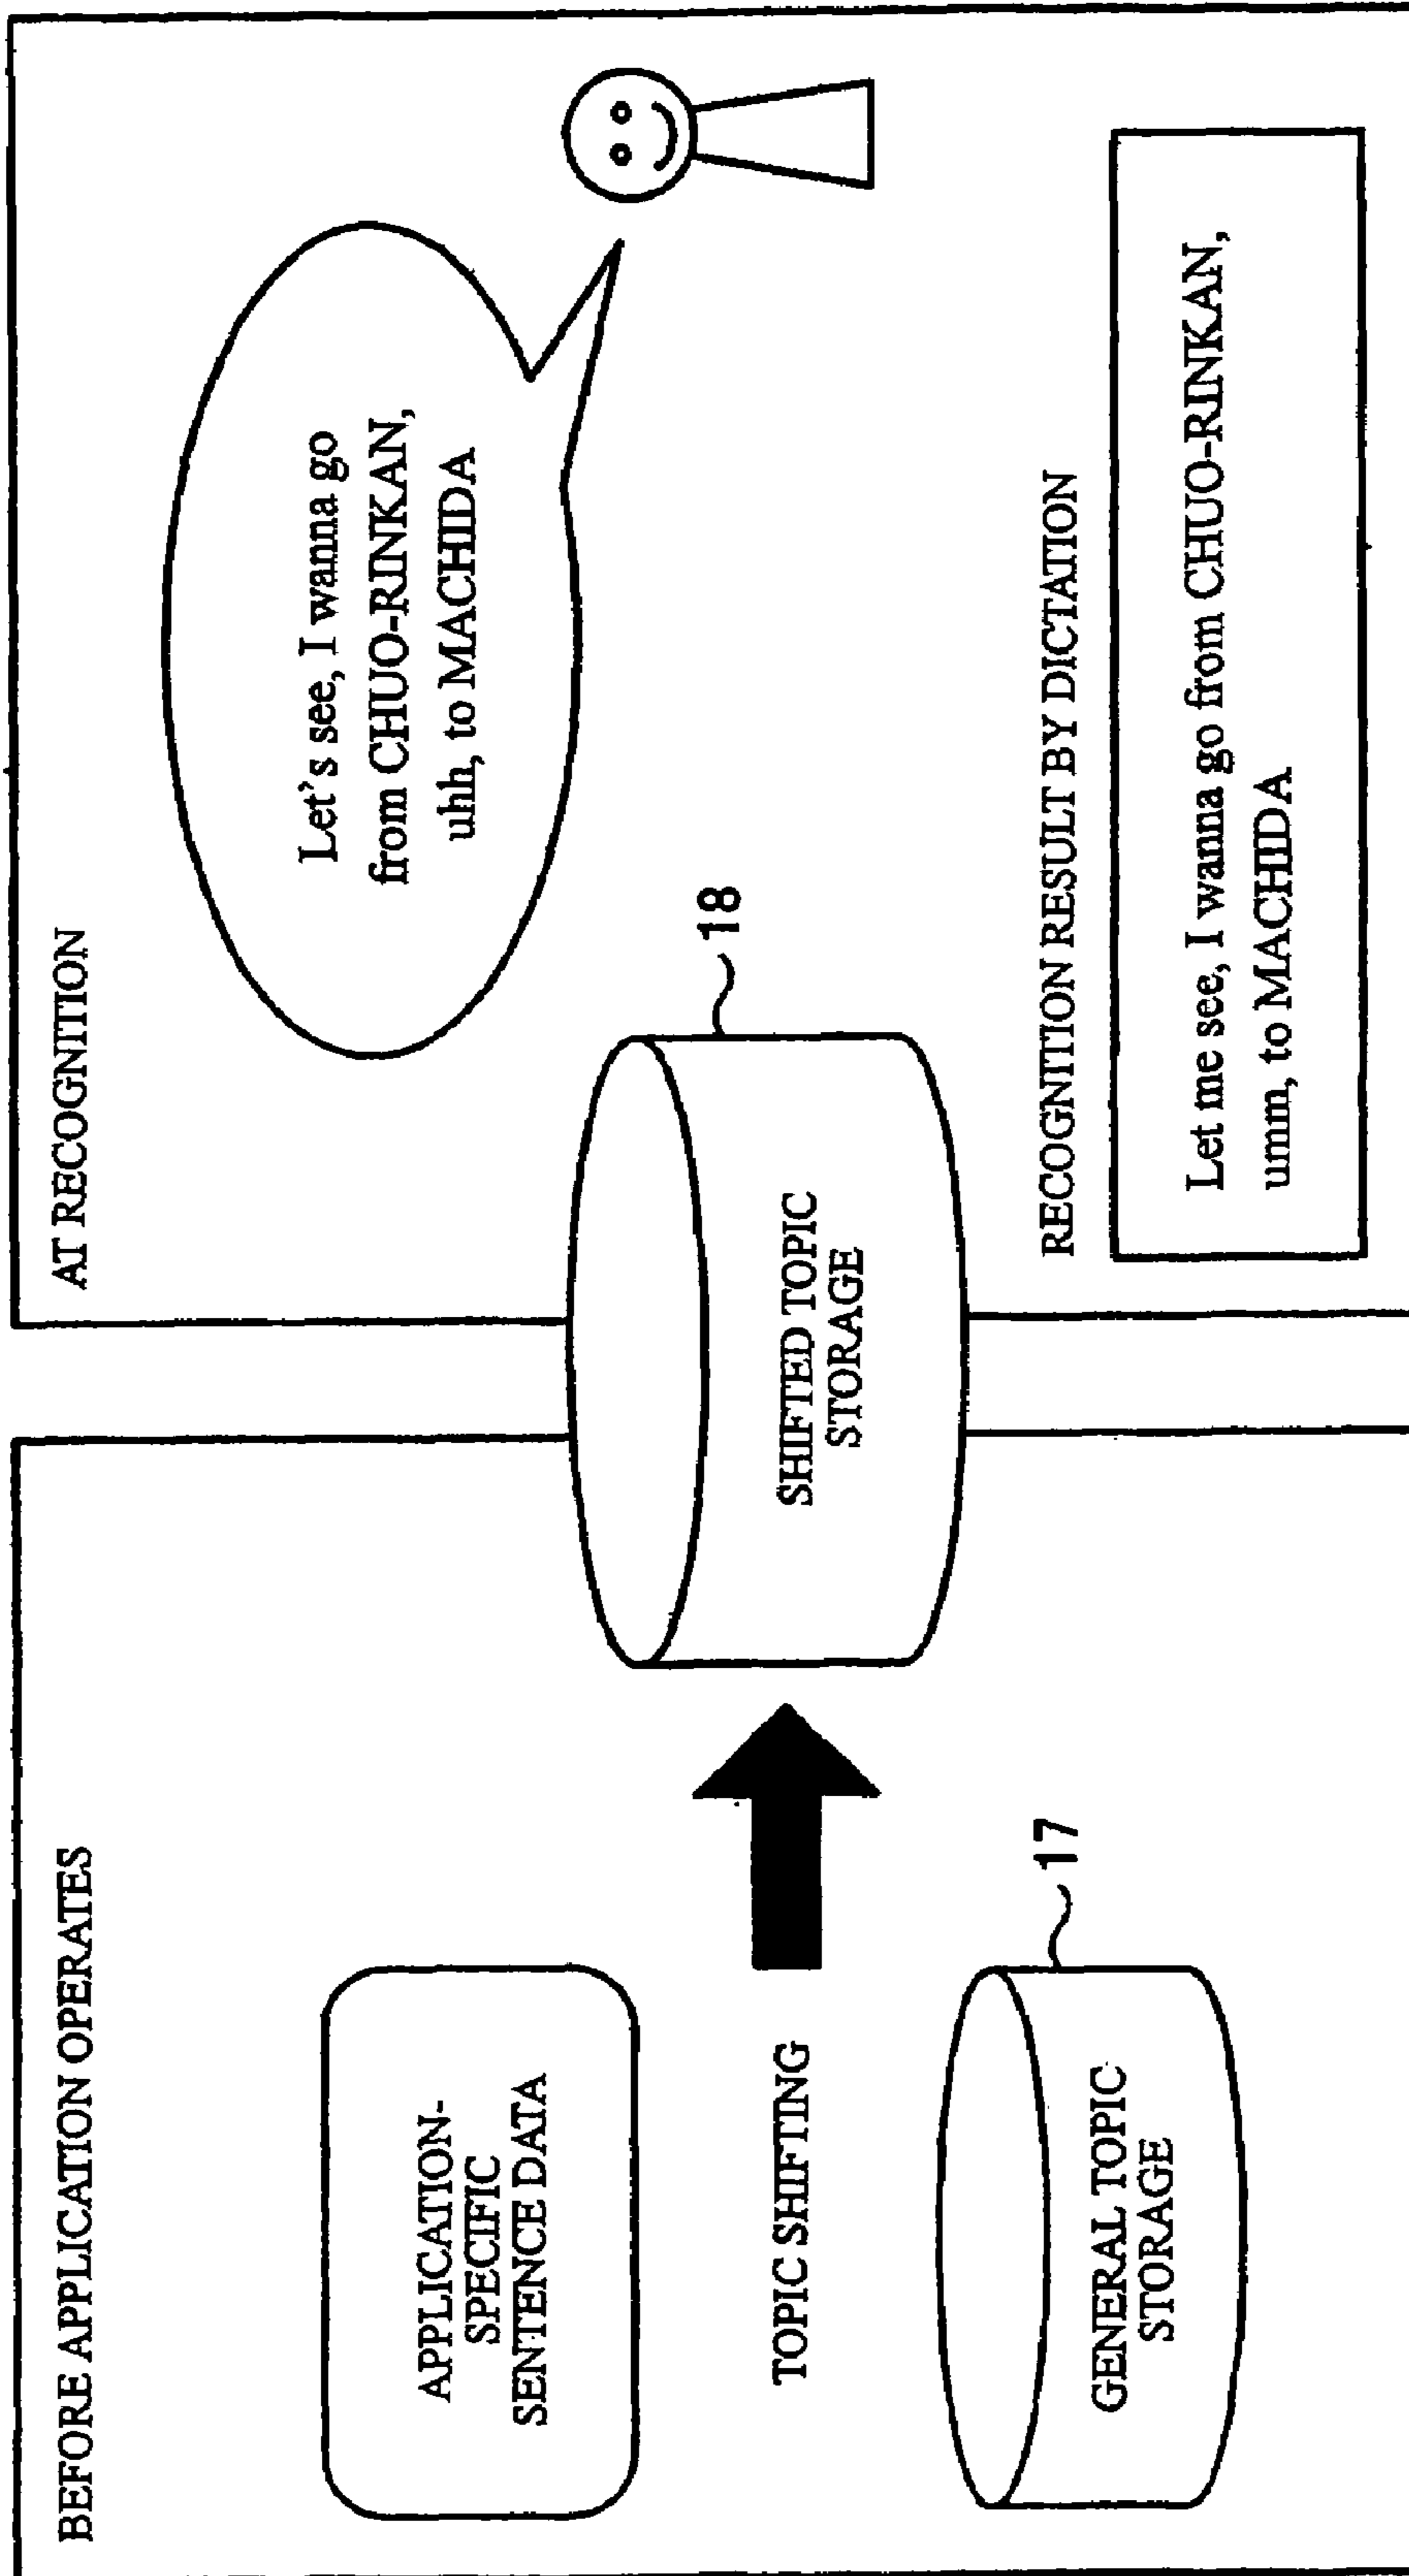 BEFORE APPLICATION OPERATES
APPLICATION-
SPECIFIC
SENTENCE DATA
TOPIC SHIFTING
GENERAL TOPIC
STORAGE
17
SHIFTED TOPIC
STORAGE
18
AT RECOGNITION
Let's see, I wanna go
from CHUO-RINKAN,
uhh, to MACHIDA
RECOGNITION RESULT BY DICTATION
Let me see, I wanna go from CHUO-RINKAN,
umm, to MACHIDA